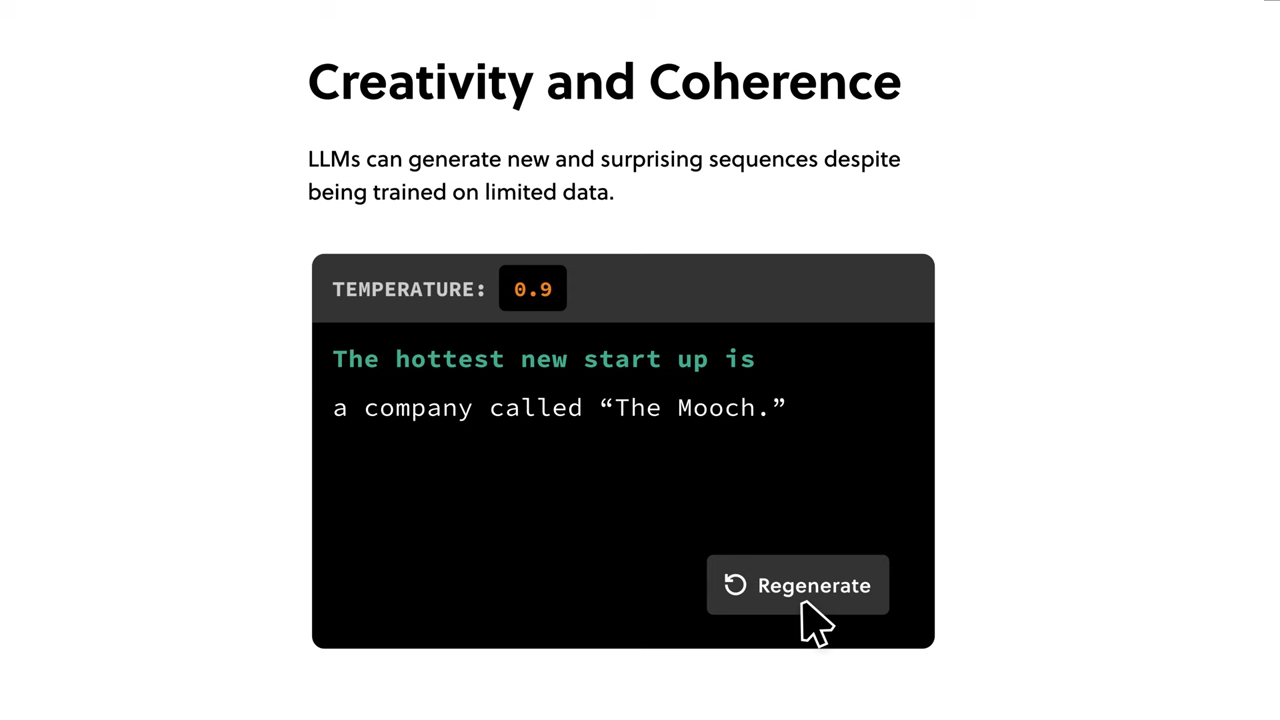 Creativity and Coherence
LLMs can generate new and surprising sequences despite
being trained on limited data.
TEMPERATURE: 0.9
The hottest new start up is
a company called “The Mooch.”
Regenerate